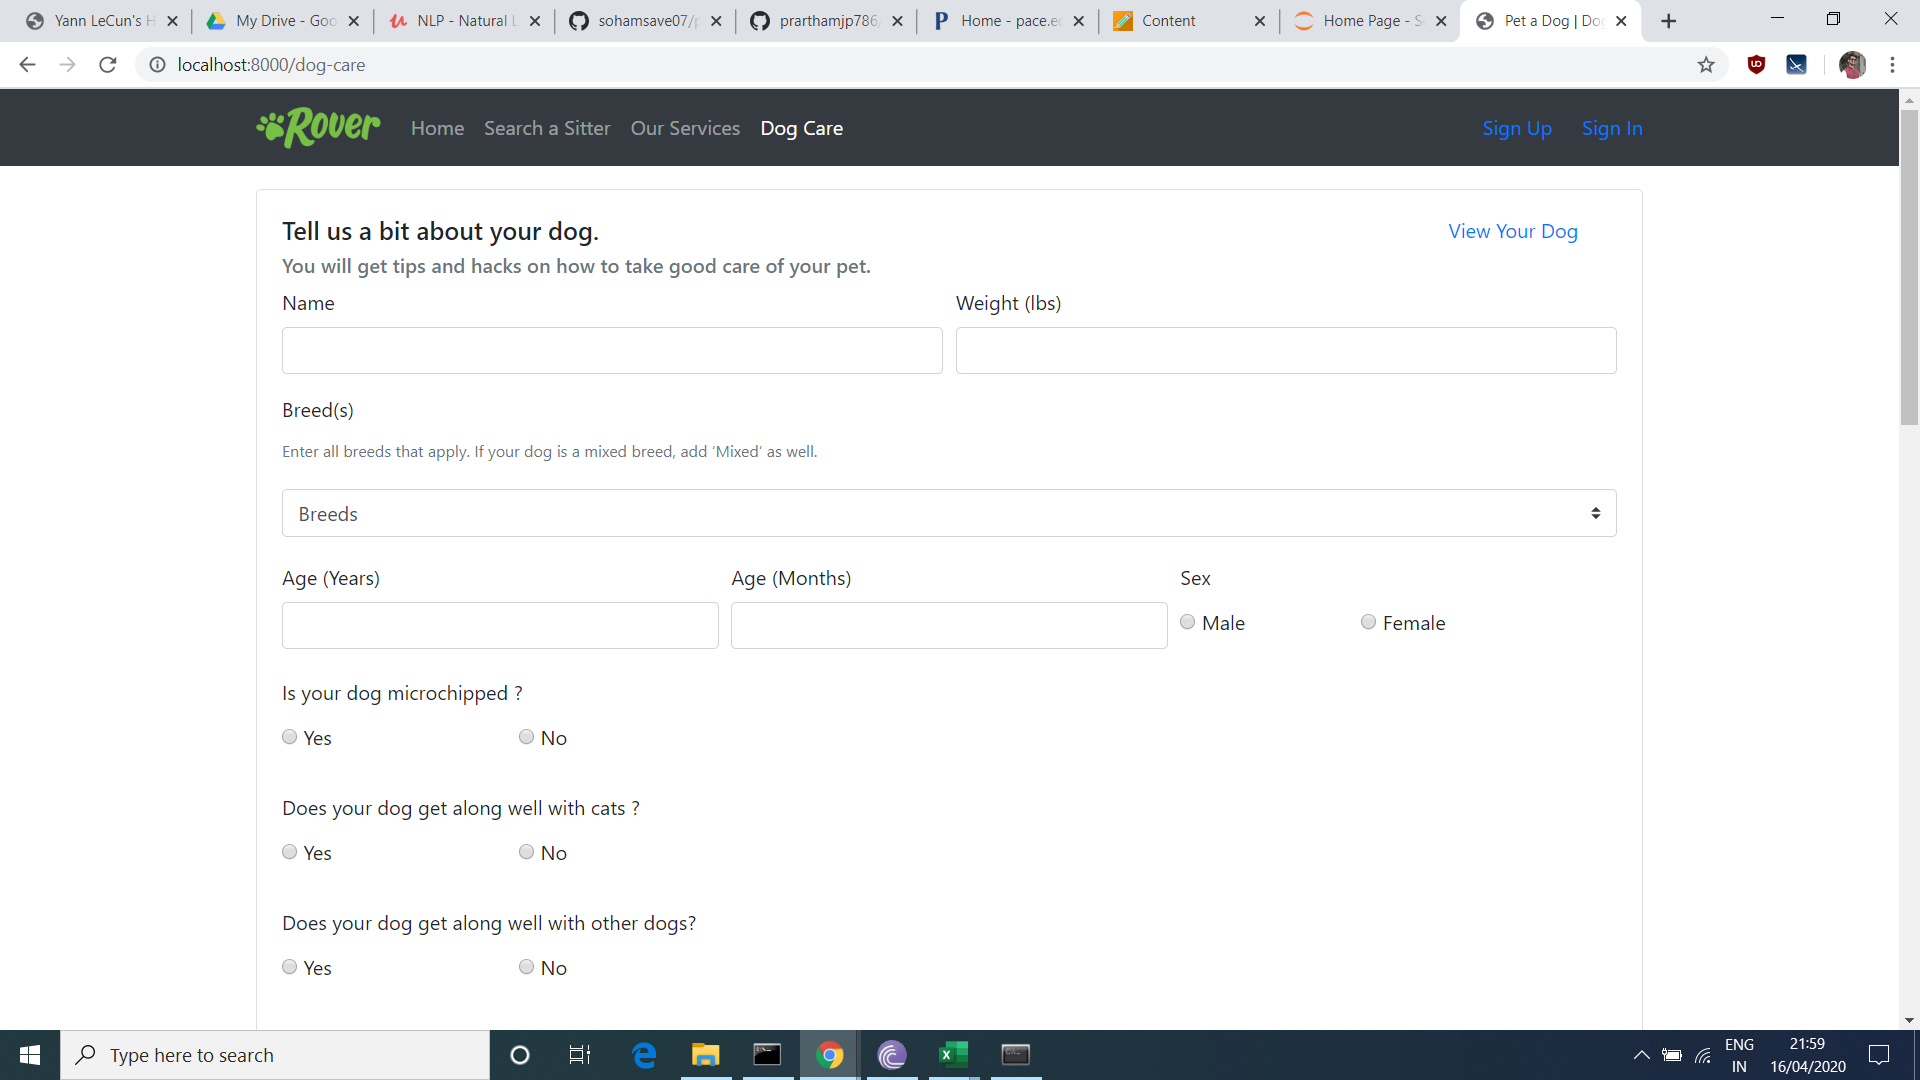 Yann LeCun's H
My Drive - Goo
NLP - Natural L
sohamsave07/p
prarthamjp786/
Home - pace.ed
Content
Home Page - S
Pet a Dog | Do
localhost:8000/dog-care
Rover
Home
Search a Sitter
Our Services
Dog Care
Sign Up
Sign In
Tell us a bit about your dog.
View Your Dog
You will get tips and hacks on how to take good care of your pet.
Name
Weight (lbs)
Breed(s)
Enter all breeds that apply. If your dog is a mixed breed, add 'Mixed' as well.
Breeds
Age (Years)
Age (Months)
Sex
Male
Female
Is your dog microchipped ?
Yes
No
Does your dog get along well with cats ?
Yes
No
Does your dog get along well with other dogs?
Yes
No
Type here to search
ENG
IN
21:59
16/04/2020